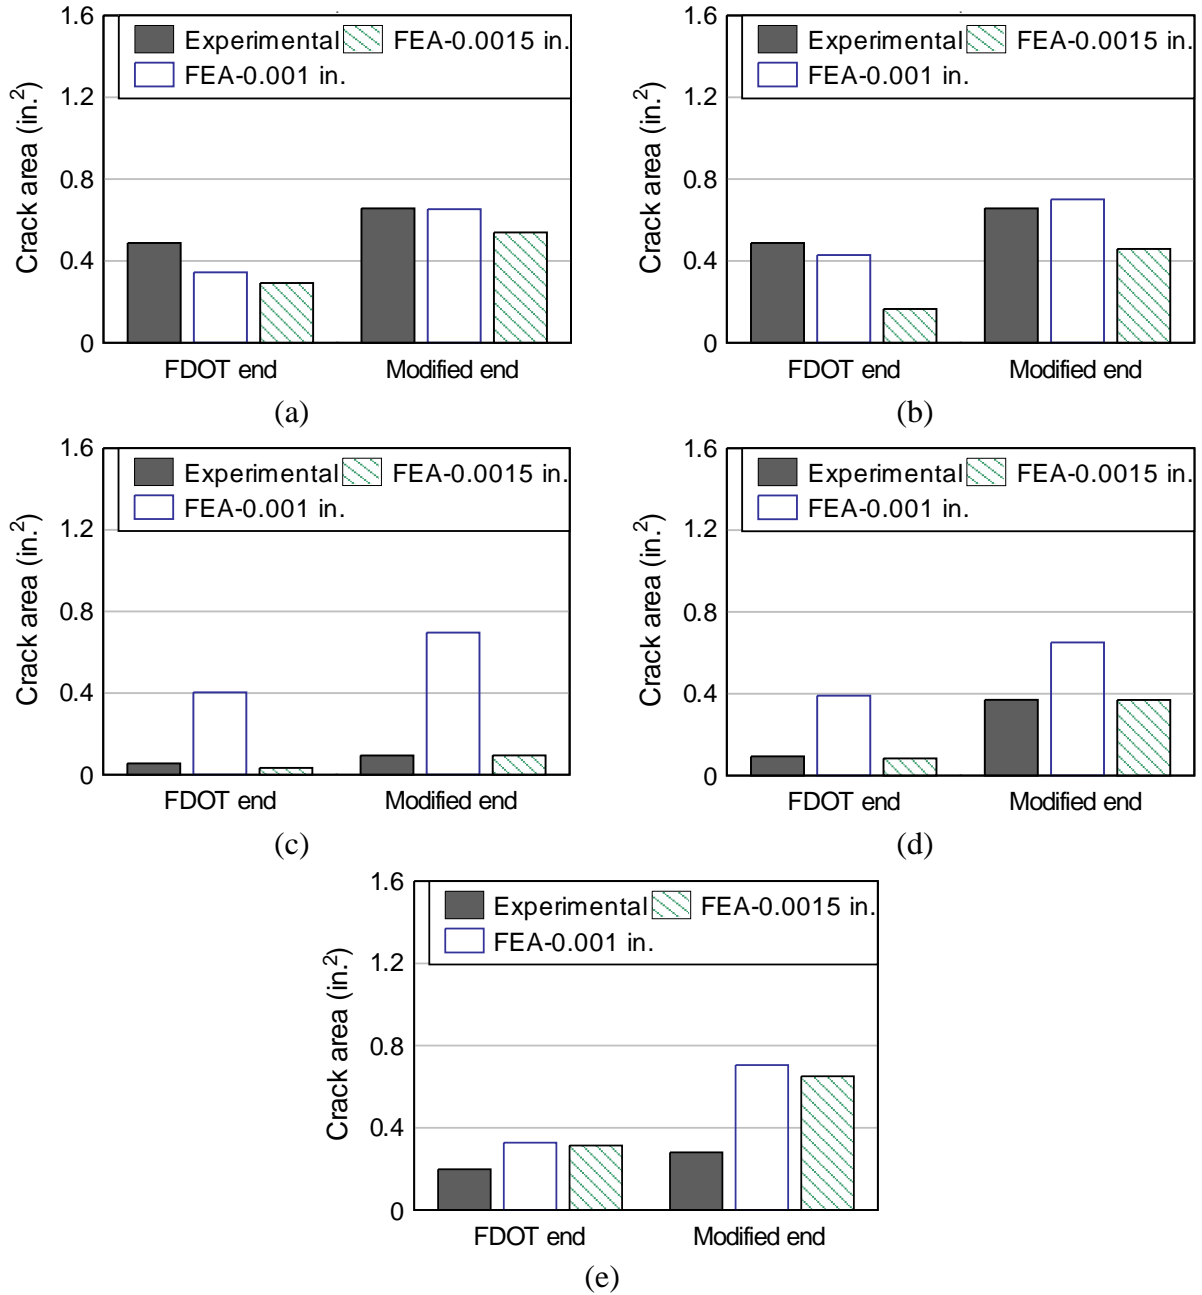 1.6
1.2
0.8
0.4
0
Crack area (in.2)
Experimental FEA-0.0015 in.
FEA-0.001 in.
FDOT end Modified end
(a)
1.6
1.2
0.8
0.4
0
Crack area (in.2)
Experimental FEA-0.0015 in.
FEA-0.001 in.
FDOT end Modified end
(b)
1.6
1.2
0.8
0.4
0
Crack area (in.2)
Experimental FEA-0.0015 in.
FEA-0.001 in.
FDOT end Modified end
(c)
1.6
1.2
0.8
0.4
0
Crack area (in.2)
Experimental FEA-0.0015 in.
FEA-0.001 in.
FDOT end Modified end
(d)
1.6
1.2
0.8
0.4
0
Crack area (in.2)
Experimental FEA-0.0015 in.
FEA-0.001 in.
FDOT end Modified end
(e)